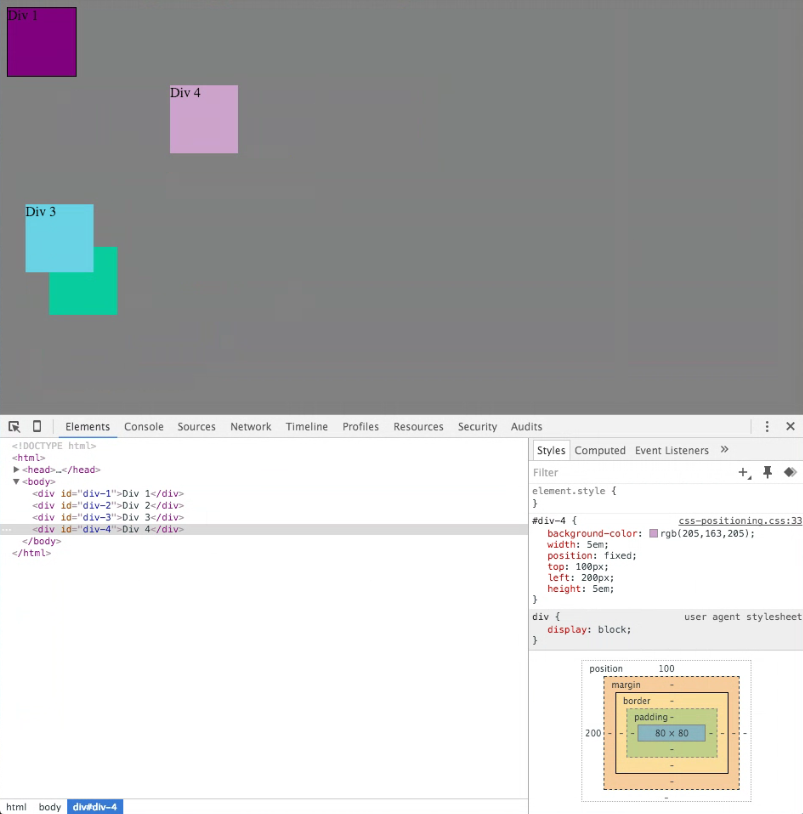 Div 1
Div 4
Div 3
Elements Console Sources Network Timeline Profiles Resources Security Audits
<!DOCTYPE html>
<html>
<head>…</head>
<body>
<div id="div-1">Div 1</div>
<div id="div-2">Div 2</div>
<div id="div-3">Div 3</div>
<div id="div-4">Div 4</div>
</body>
</html>
html body div#div-4
Styles Computed Event Listeners »
Filter
element.style {
}
#div-4 { css-positioning.css:33
background-color: rgb(205,163,205);
width: 5em;
position: fixed;
top: 100px;
left: 200px;
height: 5em;
}
div { user agent stylesheet
display: block;
}
position 100
margin -
border -
padding -
200 - - - 80 × 80 - - - -
-
-
-
-